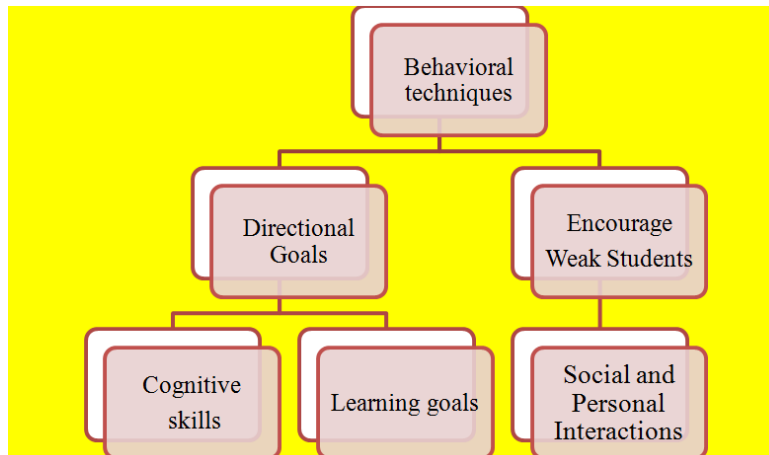 Behavioral
techniques
Directional
Goals
Encourage
Weak Students
Cognitive
skills
Learning goals
Social and
Personal
Interactions